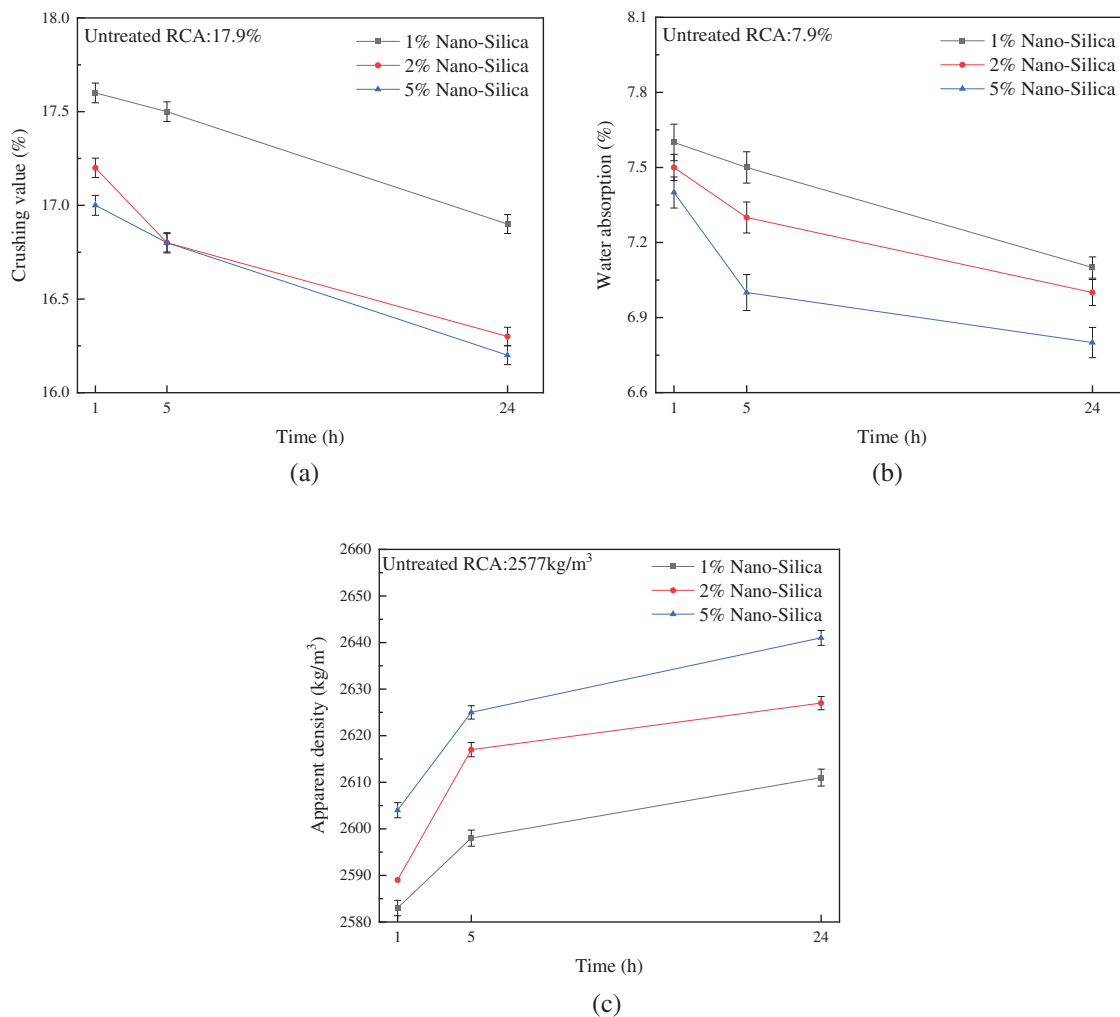 Untreated RCA:17.9%
1% Nano-Silica
2% Nano-Silica
5% Nano-Silica
18.0
17.5
17.0
16.5
16.0
Crushing value (%)
1
5
24
Time (h)
(a)
Untreated RCA:7.9%
1% Nano-Silica
2% Nano-Silica
5% Nano-Silica
8.1
7.8
7.5
7.2
6.9
6.6
Water absorption (%)
1
5
24
Time (h)
(b)
Untreated RCA:2577kg/m³
1% Nano-Silica
2% Nano-Silica
5% Nano-Silica
2660
2650
2640
2630
2620
2610
2600
2590
2580
Apparent density (kg/m³)
1
5
24
Time (h)
(c)